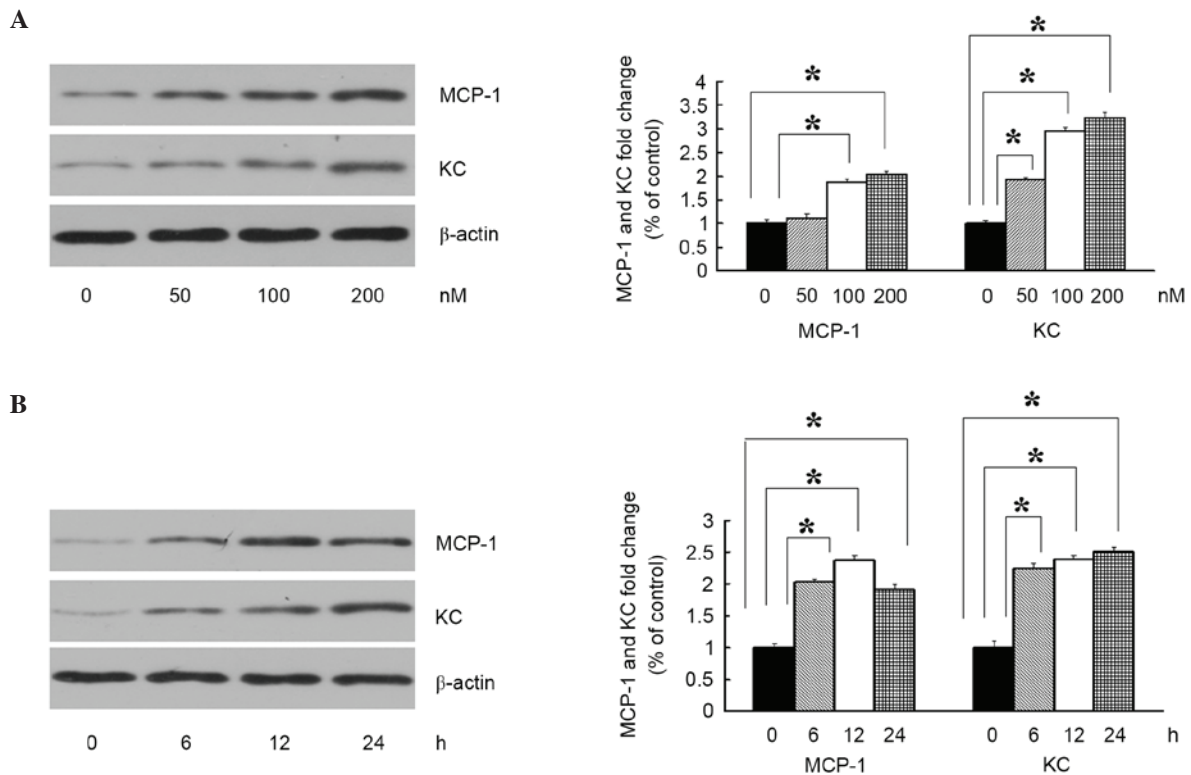 A
MCP-1
KC
β-actin
0 50 100 200 nM
MCP-1 and KC fold change
(% of control)
4
3.5
3
2.5
2
1.5
1
0.5
0
* * * * *
0 50 100 200 0 50 100 200 nM
MCP-1 KC
B
MCP-1
KC
β-actin
0 6 12 24 h
MCP-1 and KC fold change
(% of control)
3
2.5
2
1.5
1
0.5
0
* * * * * *
0 6 12 24 0 6 12 24 h
MCP-1 KC